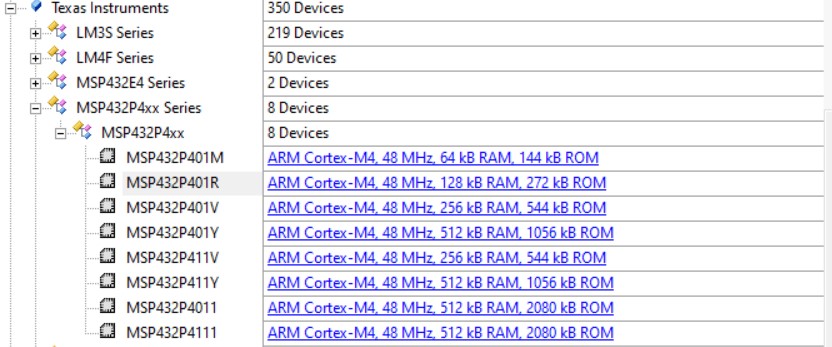 Texas Instruments 350 Devices
LM3S Series 219 Devices
LM4F Series 50 Devices
MSP432E4 Series 2 Devices
MSP432P4xx Series 8 Devices
MSP432P4xx 8 Devices
MSP432P401M ARM Cortex-M4, 48 MHz, 64 kB RAM, 144 kB ROM
MSP432P401R ARM Cortex-M4, 48 MHz, 128 kB RAM, 272 kB ROM
MSP432P401V ARM Cortex-M4, 48 MHz, 256 kB RAM, 544 kB ROM
MSP432P401Y ARM Cortex-M4, 48 MHz, 512 kB RAM, 1056 kB ROM
MSP432P411V ARM Cortex-M4, 48 MHz, 256 kB RAM, 544 kB ROM
MSP432P411Y ARM Cortex-M4, 48 MHz, 512 kB RAM, 1056 kB ROM
MSP432P4011 ARM Cortex-M4, 48 MHz, 512 kB RAM, 2080 kB ROM
MSP432P4111 ARM Cortex-M4, 48 MHz, 512 kB RAM, 2080 kB ROM